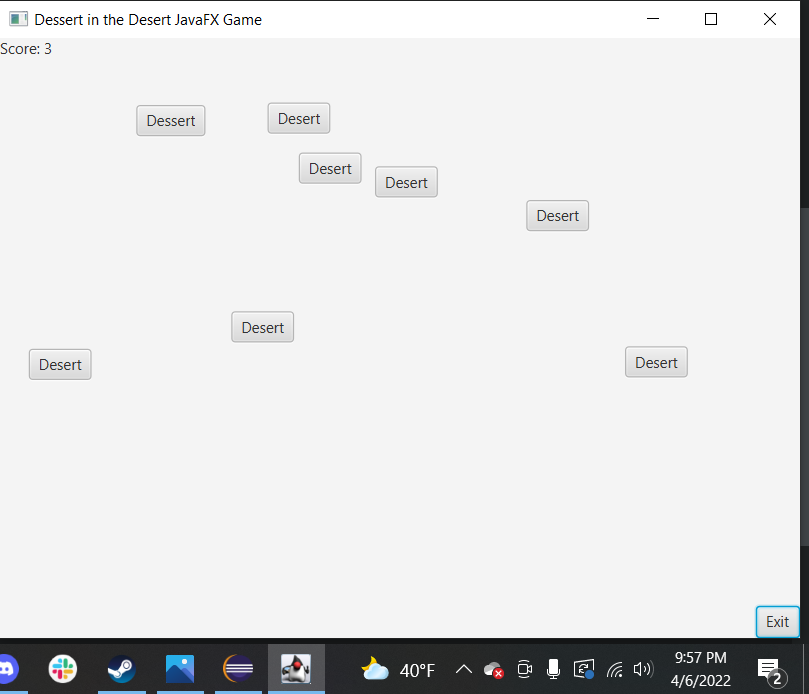 Dessert in the Desert JavaFX Game
Score: 3
Dessert
Desert
Desert
Desert
Desert
Desert
Desert
Desert
Exit
40°F
9:57 PM
4/6/2022
2